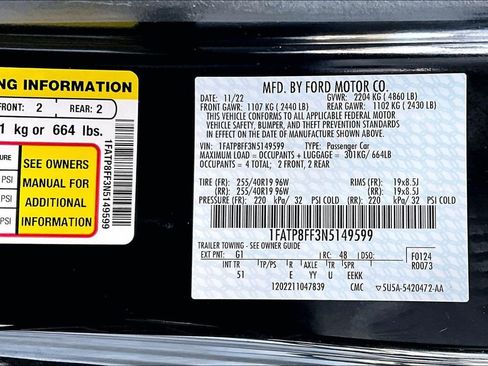 NG INFORMATION
FRONT: 2 REAR: 2
1 kg or 664 lbs.
SURE
PSI
PSI
SEE OWNERS
MANUAL FOR
ADDITIONAL
INFORMATION
1FATP8FF3N5149599
MFD. BY FORD MOTOR CO.
DATE: 11/22 GVWR: 2204 KG ( 4860 LB)
FRONT GAWR: 1107 KG ( 2440 LB) REAR GAWR: 1102 KG ( 2430 LB)
THIS VEHICLE CONFORMS TO ALL APPLICABLE FEDERAL MOTOR
VEHICLE SAFETY, BUMPER, AND THEFT PREVENTION STANDARDS
IN EFFECT ON THE DATE OF MANUFACTURE SHOWN ABOVE.
VIN: 1FATP8FF3N5149599 TYPE: Passenger Car
MAXIMUM LOAD = OCCUPANTS + LUGGAGE = 301KG/ 664LB
OCCUPANTS = 4 TOTAL, 2 FRONT, 2 REAR
TIRE (FR): 255/40R19 96W RIMS (FR): 19x8.5J
(RR): 255/40R19 96W (RR): 19x8.5J
PRESSURE (FR): 220 kPa/ 32 PSI COLD (RR): 220 kPa/ 32 PSI COLD
1FATP8FF3N5149599
TRAILER TOWING - SEE OWNER GUIDE
EXT PNT: G1 RC: 48 DSO: F0124
INT TR TP/PS R AXLE TR SPR R0073
51 E YY U EEKK
1202211047839 CMC 5U5A-5420472-AA